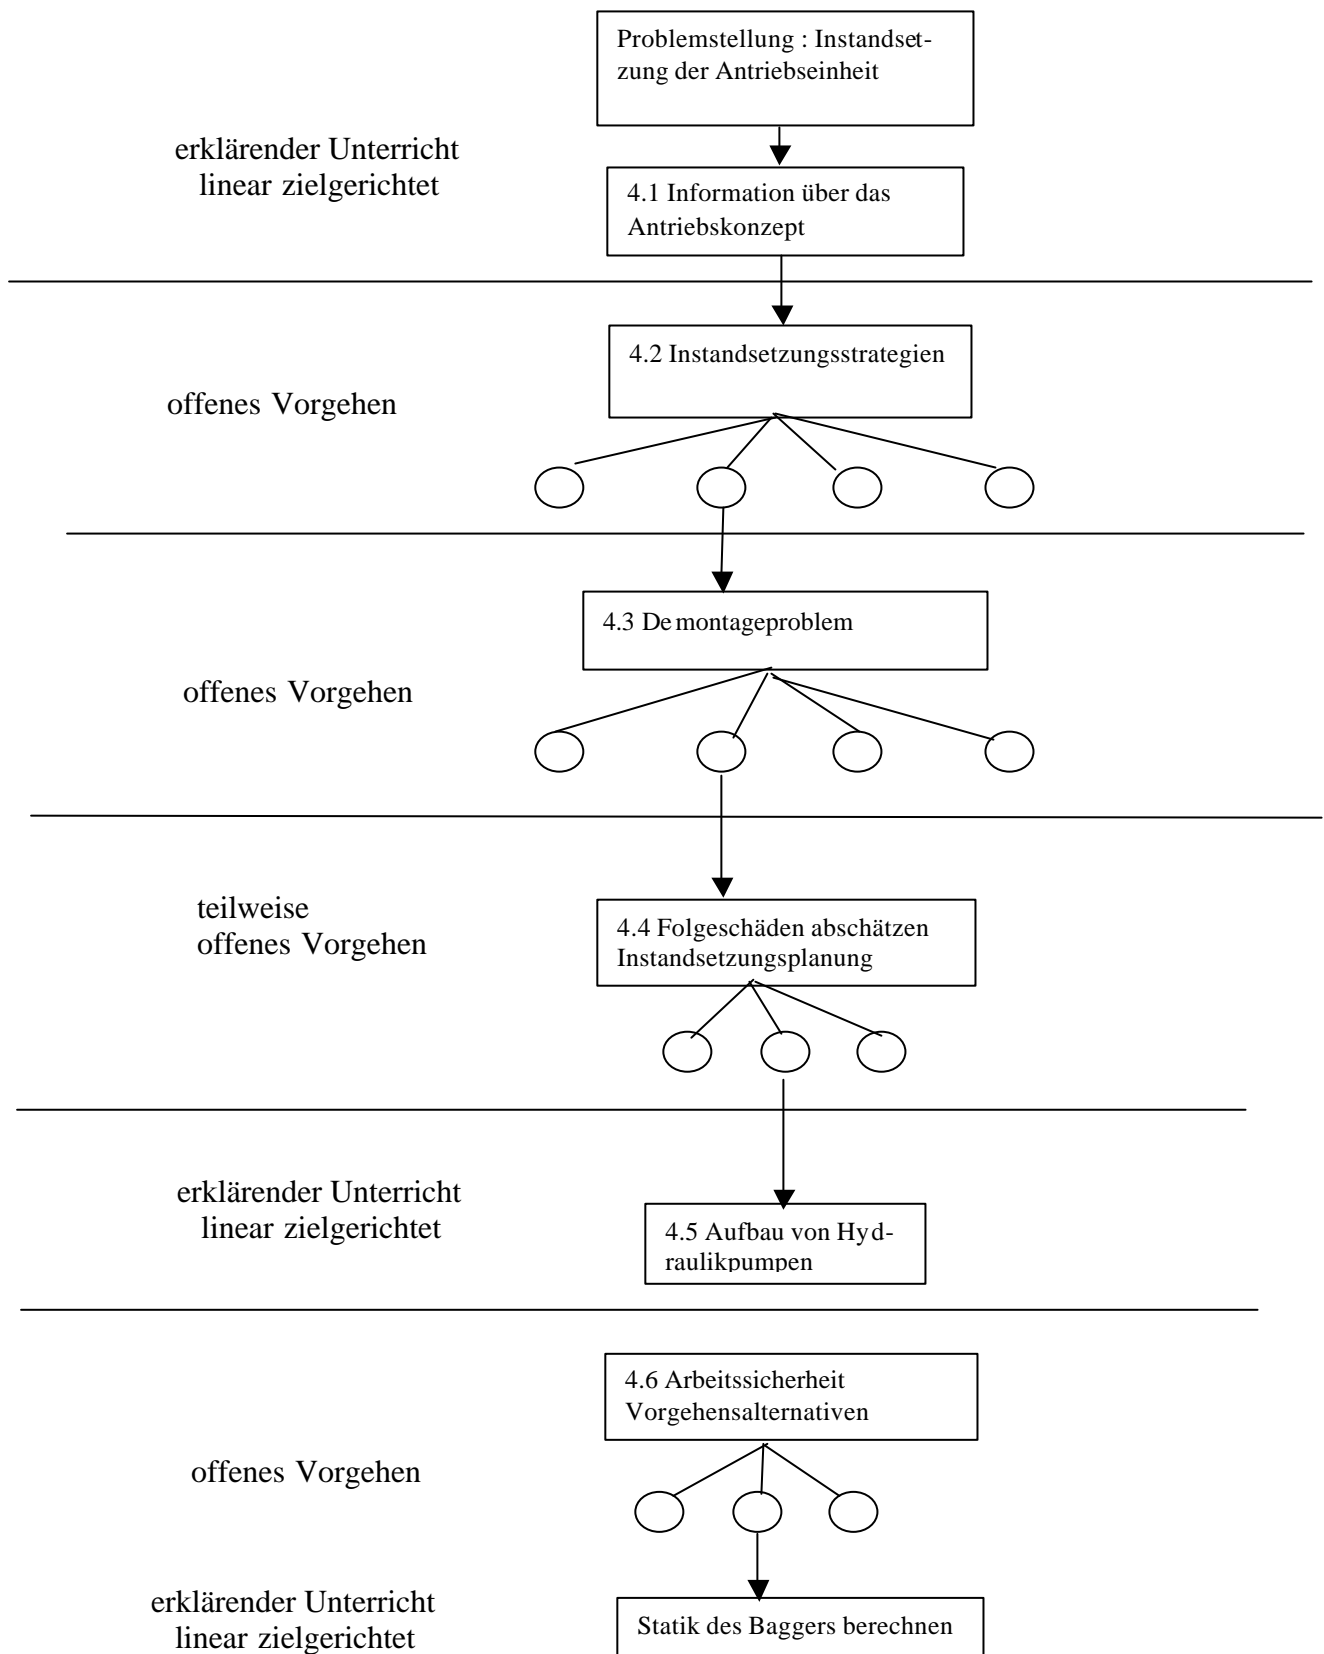 Problemstellung : Instandset-
zung der Antriebseinheit
erklärender Unterricht
linear zielgerichtet
4.1 Information über das
Antriebskonzept
4.2 Instandsetzungsstrategien
offenes Vorgehen
4.3 Demontageproblem
offenes Vorgehen
teilweise
offenes Vorgehen
4.4 Folgeschäden abschätzen
Instandsetzungsplanung
erklärender Unterricht
linear zielgerichtet
4.5 Aufbau von Hyd-
raulikpumpen
4.6 Arbeitssicherheit
Vorgehensalternativen
offenes Vorgehen
erklärender Unterricht
linear zielgerichtet
Statik des Baggers berechnen